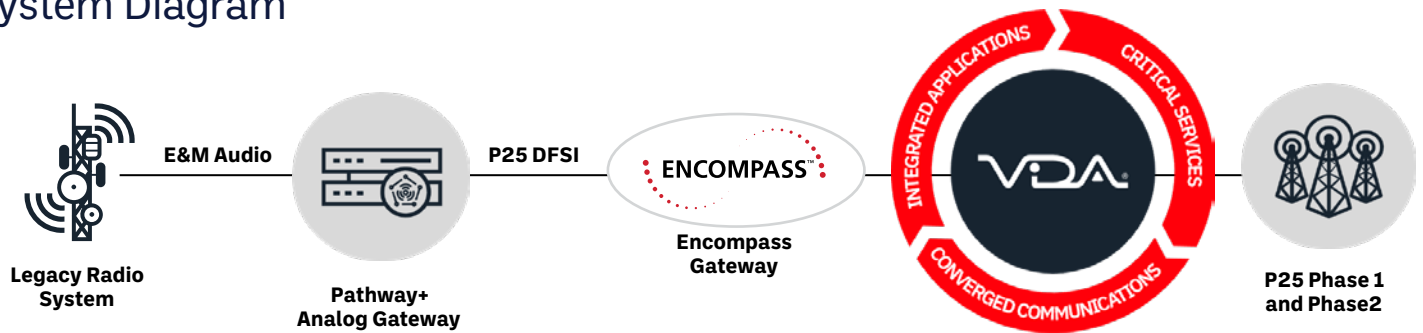 ystem Diagram
E&M Audio
P25 DFSI
ENCOMPASS™
INTEGRATED APPLICATIONS
CRITICAL SERVICES
CONVERGED COMMUNICATIONS
VIDA®
Legacy Radio
System
Pathway+
Analog Gateway
Encompass
Gateway
P25 Phase 1
and Phase2